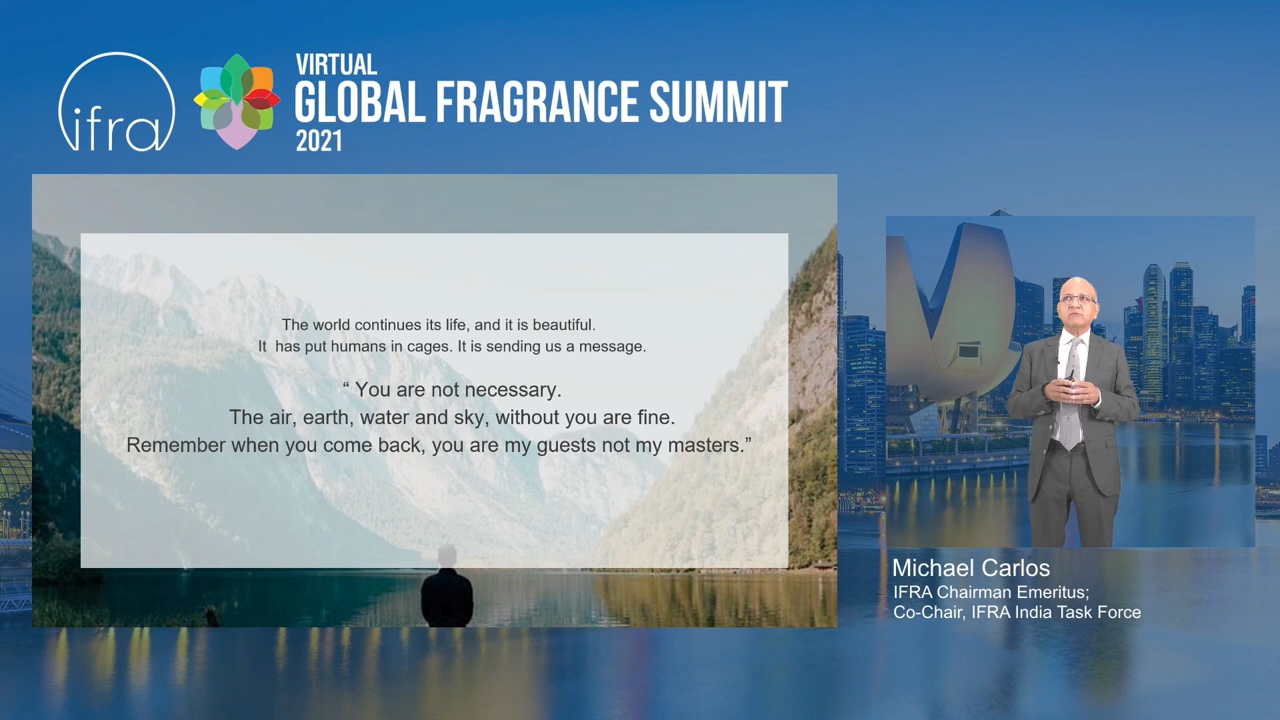 ifra
VIRTUAL
GLOBAL FRAGRANCE SUMMIT
2021
The world continues its life, and it is beautiful.
It has put humans in cages. It is sending us a message.
“ You are not necessary.
The air, earth, water and sky, without you are fine.
Remember when you come back, you are my guests not my masters.”
Michael Carlos
IFRA Chairman Emeritus;
Co-Chair, IFRA India Task Force